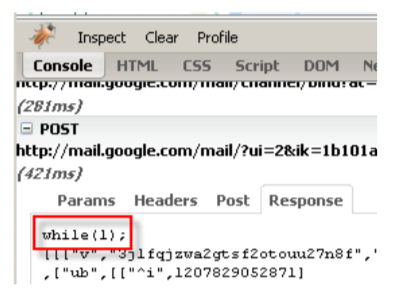 Inspect Clear Profile
Console HTML CSS Script DOM Ne
http://mail.google.com/mail/channel/bind?at=
(281ms)
POST
http://mail.google.com/mail/?ui=2&ik=1b101a
(421ms)
Params Headers Post Response
while(1);
[[["v","3jlfqjzwa2gtsf2otouu27n8f","
,["ub",[["^i",1207829052871]